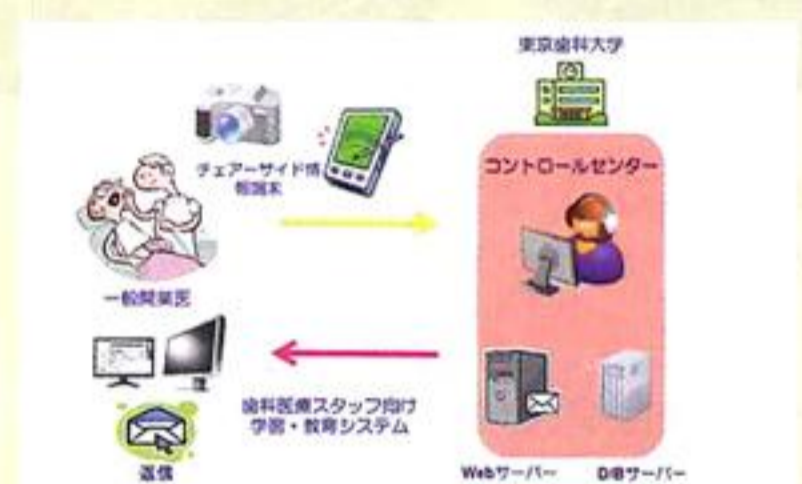 東京歯科大学
チェアーサイド情
報端末
コントロールセンター
一般開業医
歯科医療スタッフ向け
学習・教育システム
返信
Webサーバー
DBサーバー